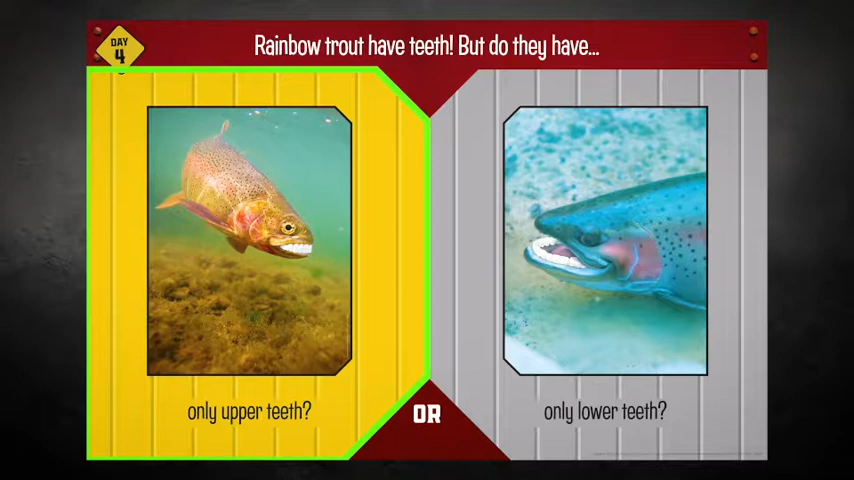 DAY
4
Rainbow trout have teeth! But do they have...
only upper teeth?
OR
only lower teeth?